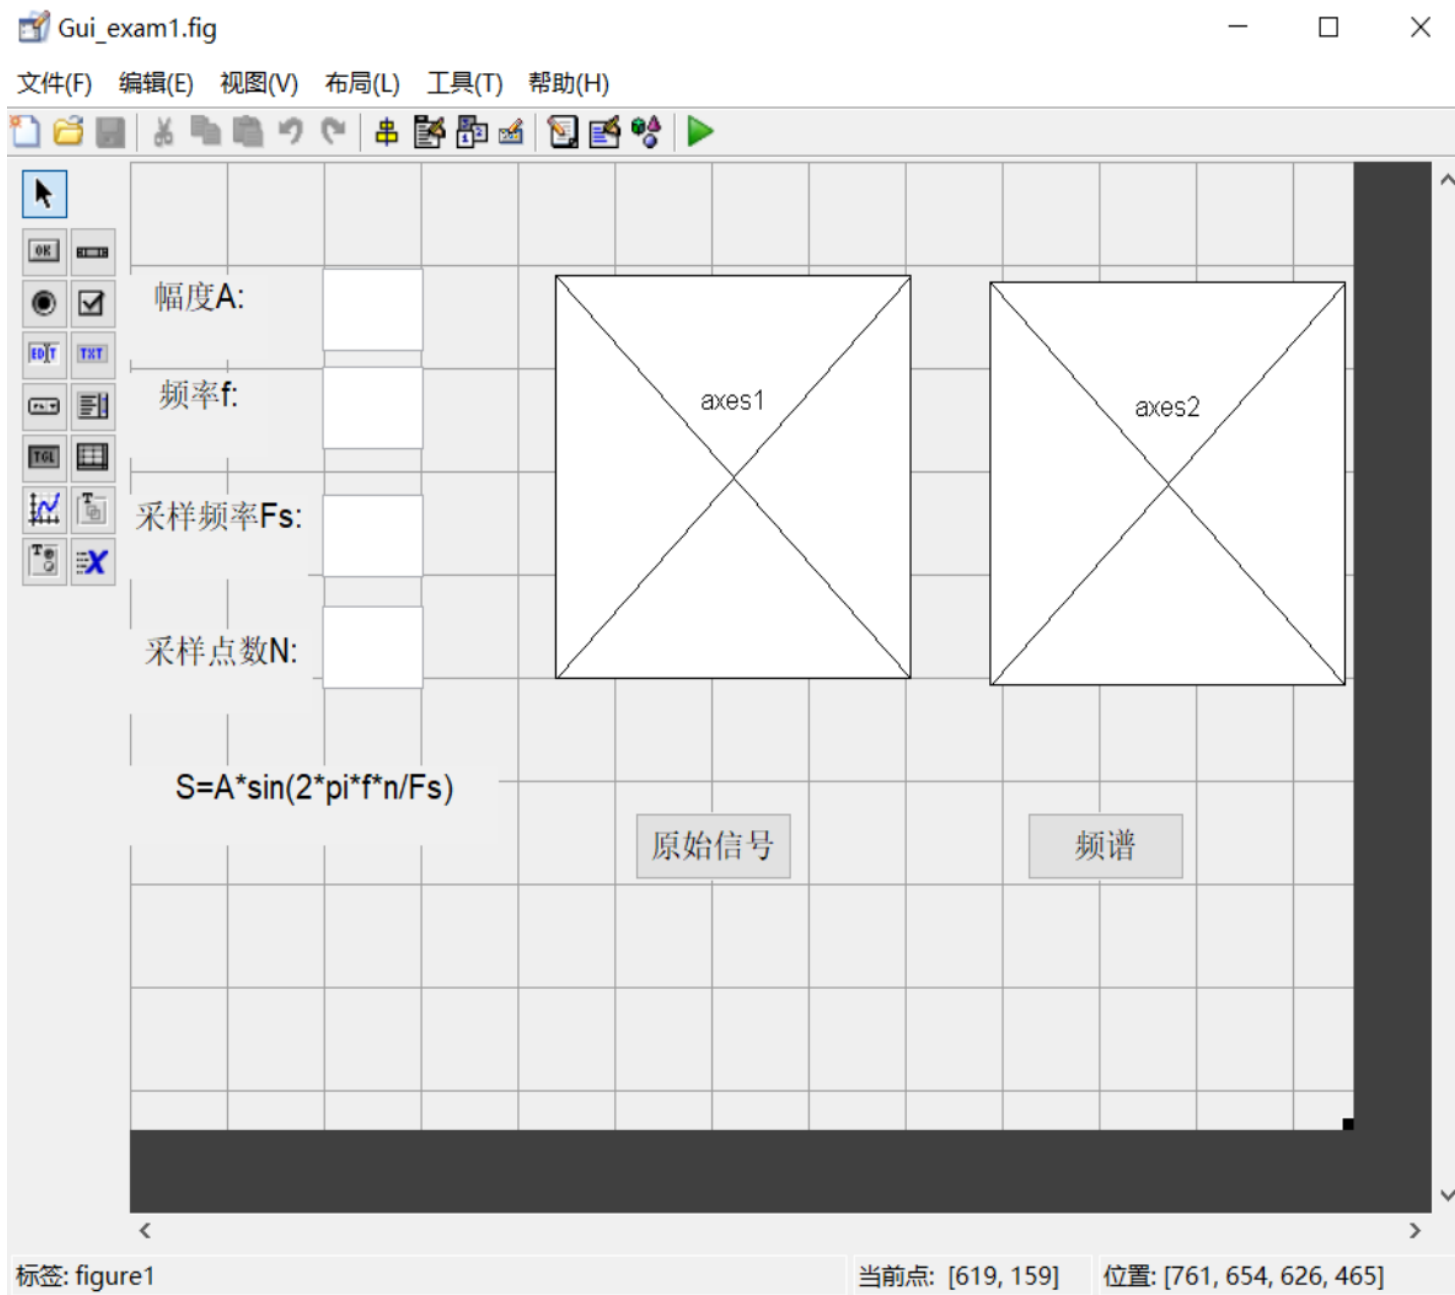 Gui_exam1.fig
文件(F) 编辑(E) 视图(V) 布局(L) 工具(T) 帮助(H)
OK
EDIT TXT
TGL
幅度A:
频率f:
采样频率Fs:
采样点数N:
axes1
axes2
S=A*sin(2*pi*f*n/Fs)
原始信号
频谱
标签: figure1
当前点: [619, 159]
位置: [761, 654, 626, 465]